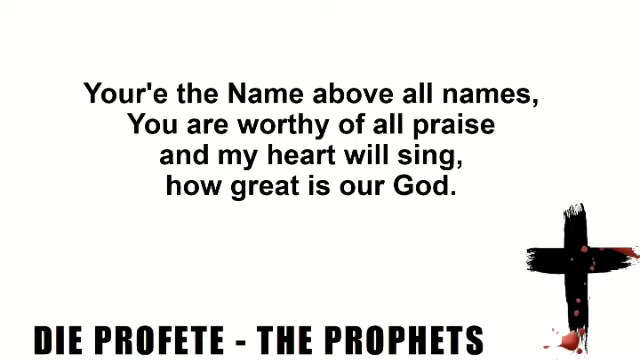 Your'e the Name above all names,
You are worthy of all praise
and my heart will sing,
how great is our God.
DIE PROFETE - THE PROPHETS